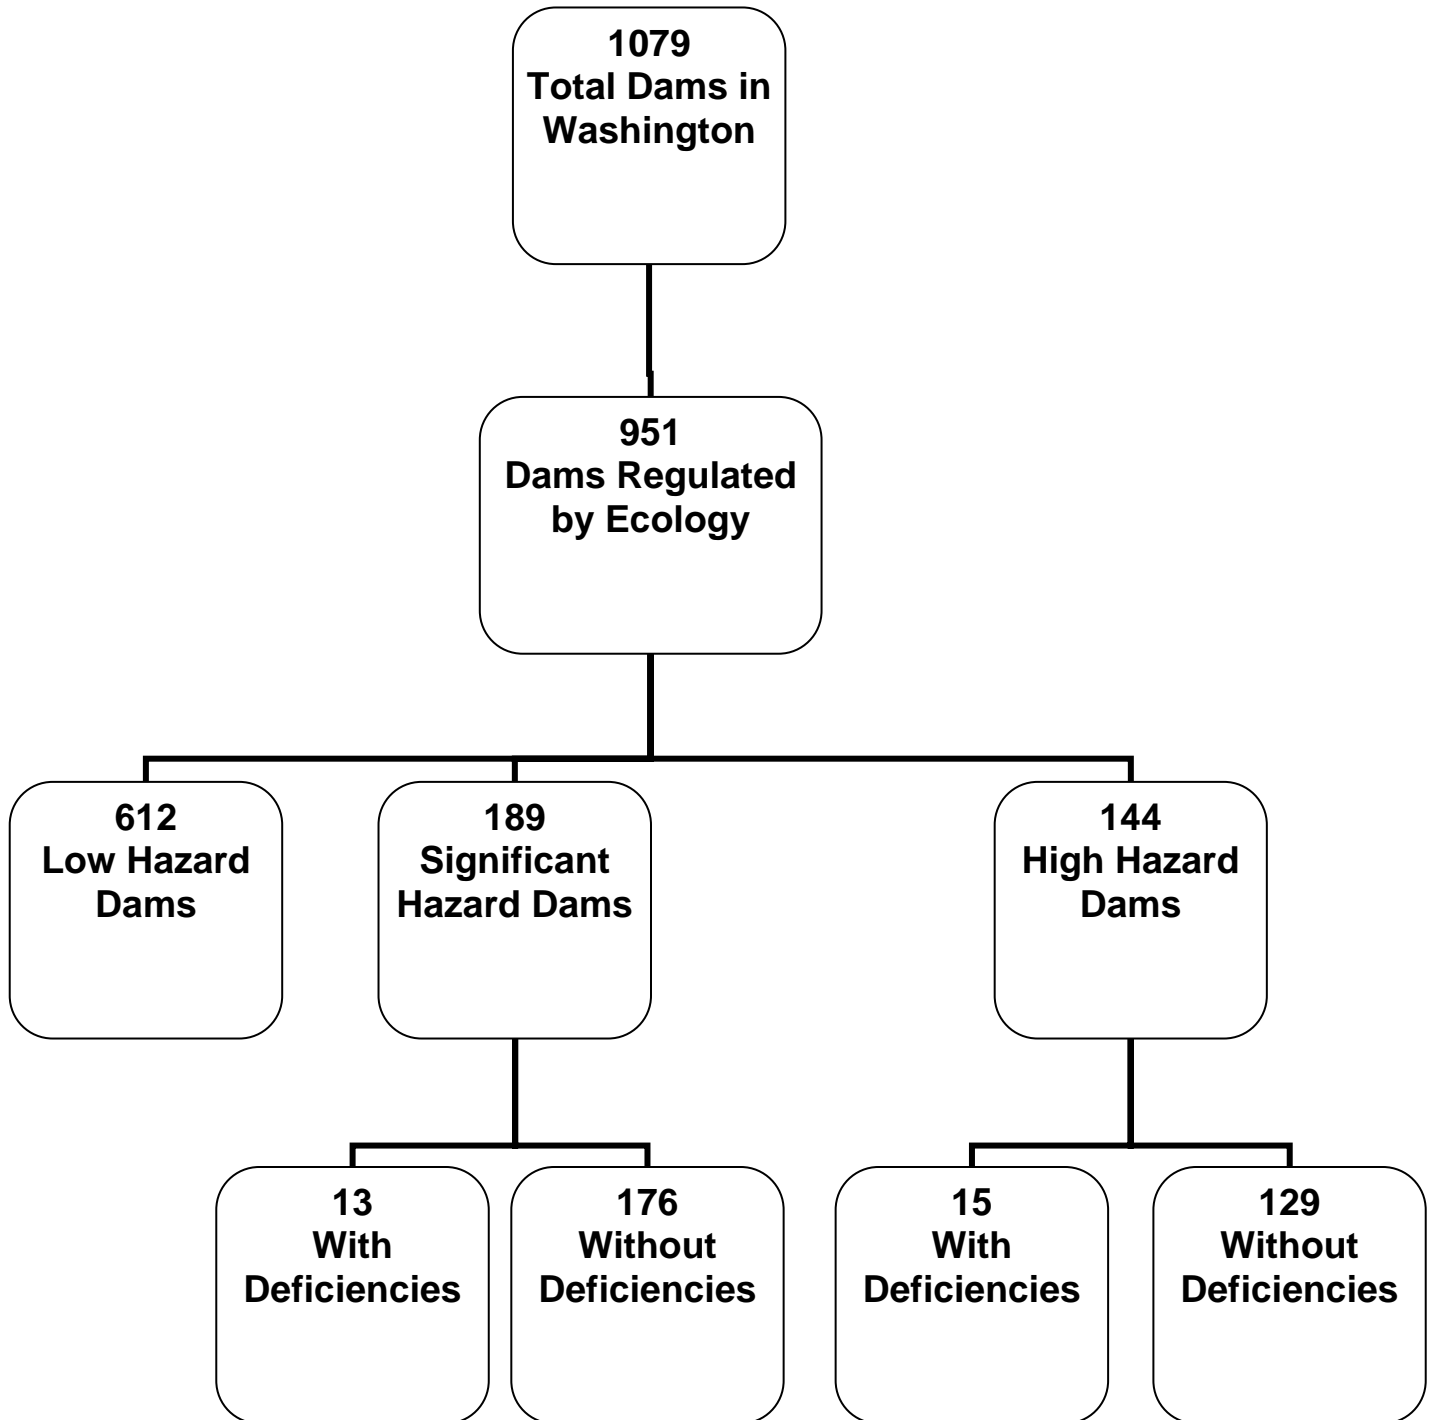 1079
Total Dams in
Washington
951
Dams Regulated
by Ecology
612
Low Hazard
Dams
189
Significant
Hazard Dams
144
High Hazard
Dams
13
With
Deficiencies
176
Without
Deficiencies
15
With
Deficiencies
129
Without
Deficiencies